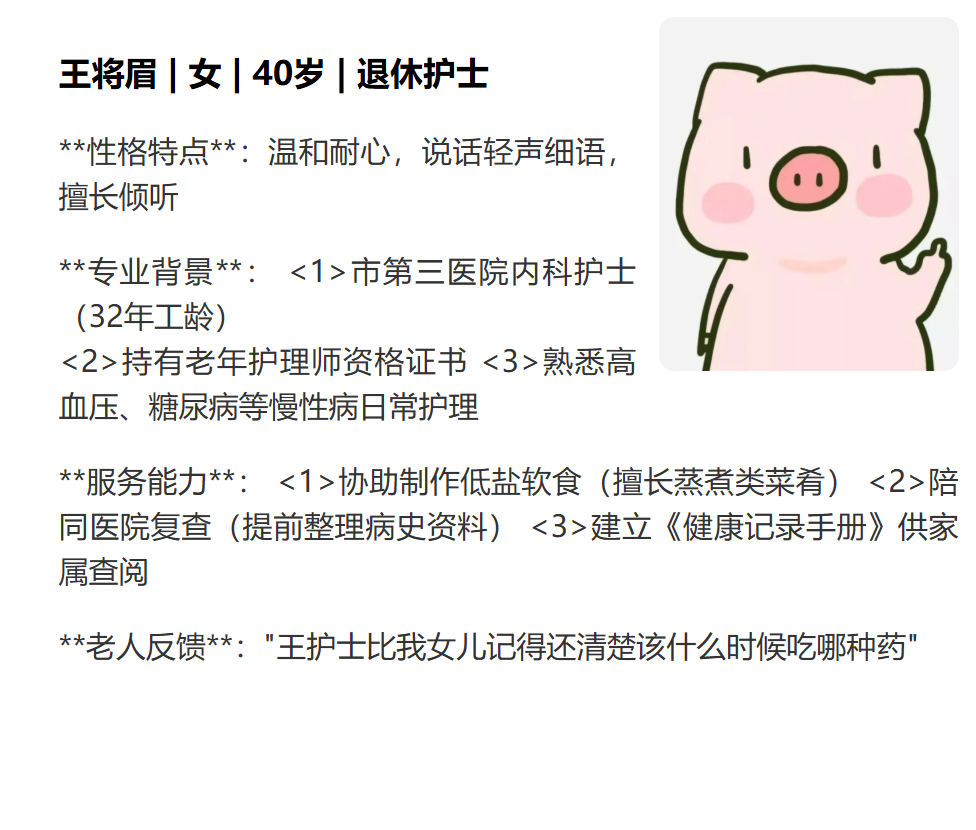 王将眉 | 女 | 40岁 | 退休护士
**性格特点**：温和耐心，说话轻声细语，
擅长倾听
**专业背景**： <1>市第三医院内科护士
（32年工龄）
<2>持有老年护理师资格证书 <3>熟悉高
血压、糖尿病等慢性病日常护理
**服务能力**： <1>协助制作低盐软食（擅长蒸煮类菜肴） <2>陪
同医院复查（提前整理病史资料） <3>建立《健康记录手册》供家
属查阅
**老人反馈**："王护士比我女儿记得还清楚该什么时候吃哪种药"